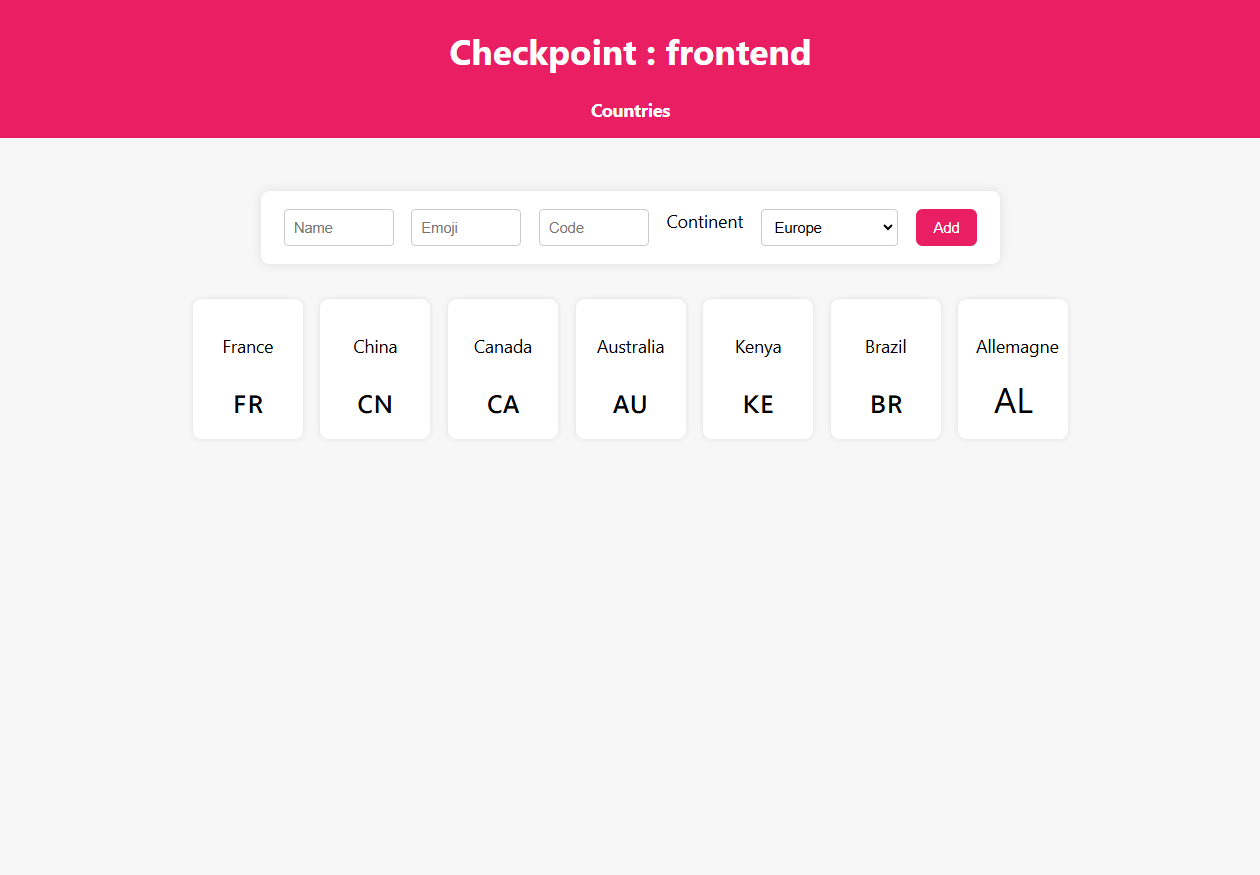 Checkpoint : frontend
Countries
Name Emoji Code Continent Europe Add
France China Canada Australia Kenya Brazil Allemagne
FR CN CA AU KE BR AL